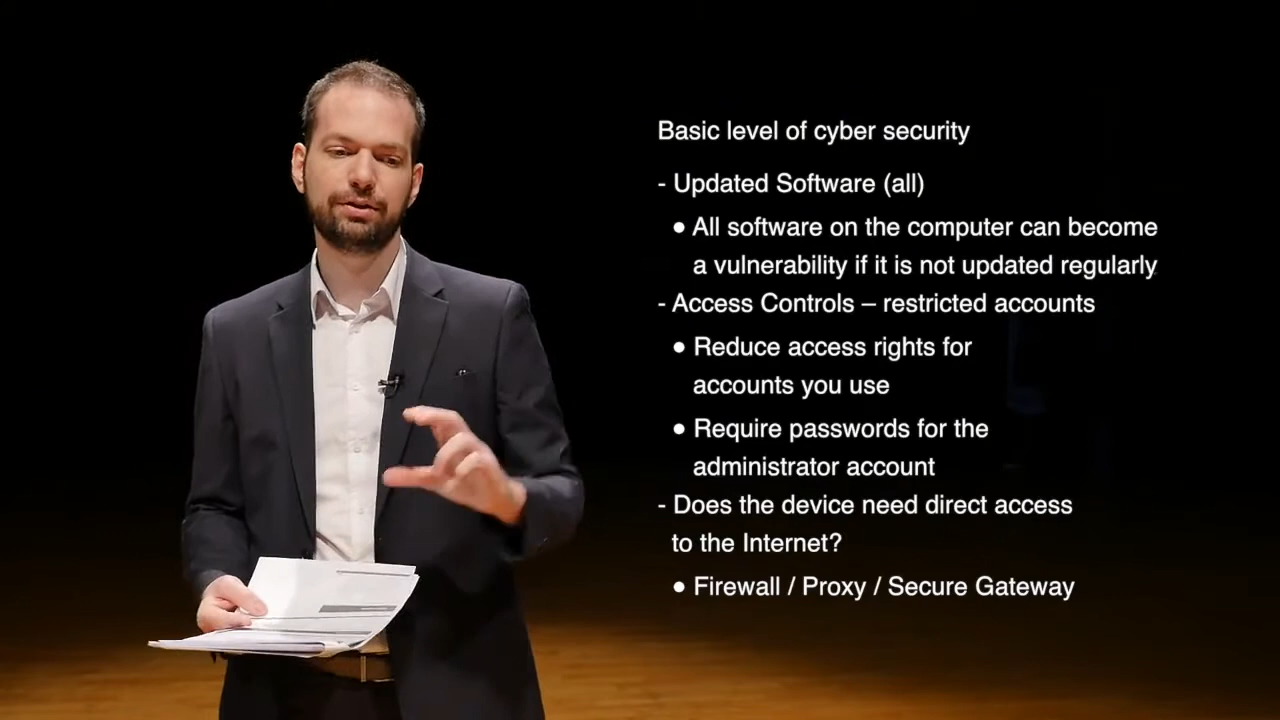 Basic level of cyber security
- Updated Software (all)
● All software on the computer can become
a vulnerability if it is not updated regularly
- Access Controls – restricted accounts
● Reduce access rights for
accounts you use
● Require passwords for the
administrator account
- Does the device need direct access
to the Internet?
● Firewall / Proxy / Secure Gateway